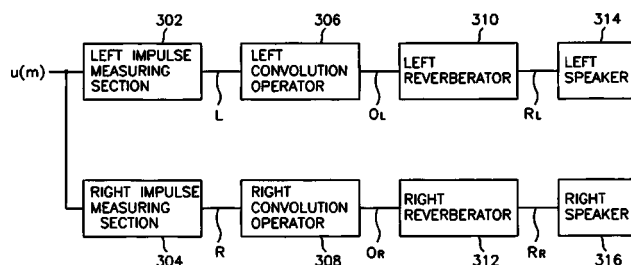 302 306 310 314
u(m) LEFT IMPULSE MEASURING SECTION L LEFT CONVOLUTION OPERATOR OL LEFT REVERBERATOR RL LEFT SPEAKER
RIGHT IMPULSE MEASURING SECTION R RIGHT CONVOLUTION OPERATOR OR RIGHT REVERBERATOR RR RIGHT SPEAKER
304 308 312 316